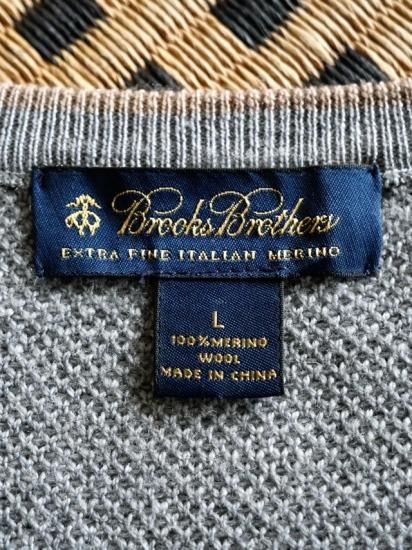 Brooks Brothers
EXTRA FINE ITALIAN MERINO
L
100% MERINO
WOOL
MADE IN CHINA